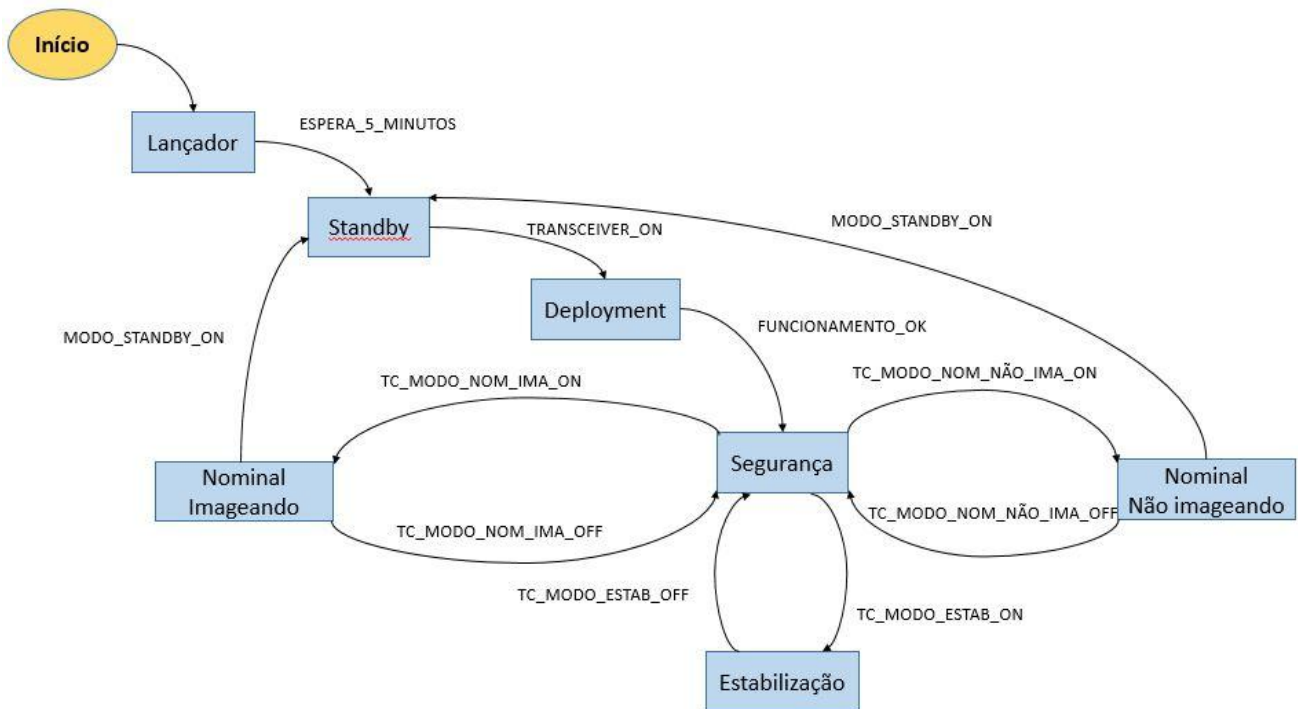 Início
Lançador
ESPERA_5_MINUTOS
Standby
MODO_STANDBY_ON
TRANSCEIVER_ON
Deployment
MODO_STANDBY_ON
FUNCIONAMENTO_OK
TC_MODO_NOM_IMA_ON
TC_MODO_NOM_NÃO_IMA_ON
Segurança
Nominal
Imageando
Nominal
Não imageando
TC_MODO_NOM_IMA_OFF
TC_MODO_NOM_NÃO_IMA_OFF
TC_MODO_ESTAB_OFF
TC_MODO_ESTAB_ON
Estabilização